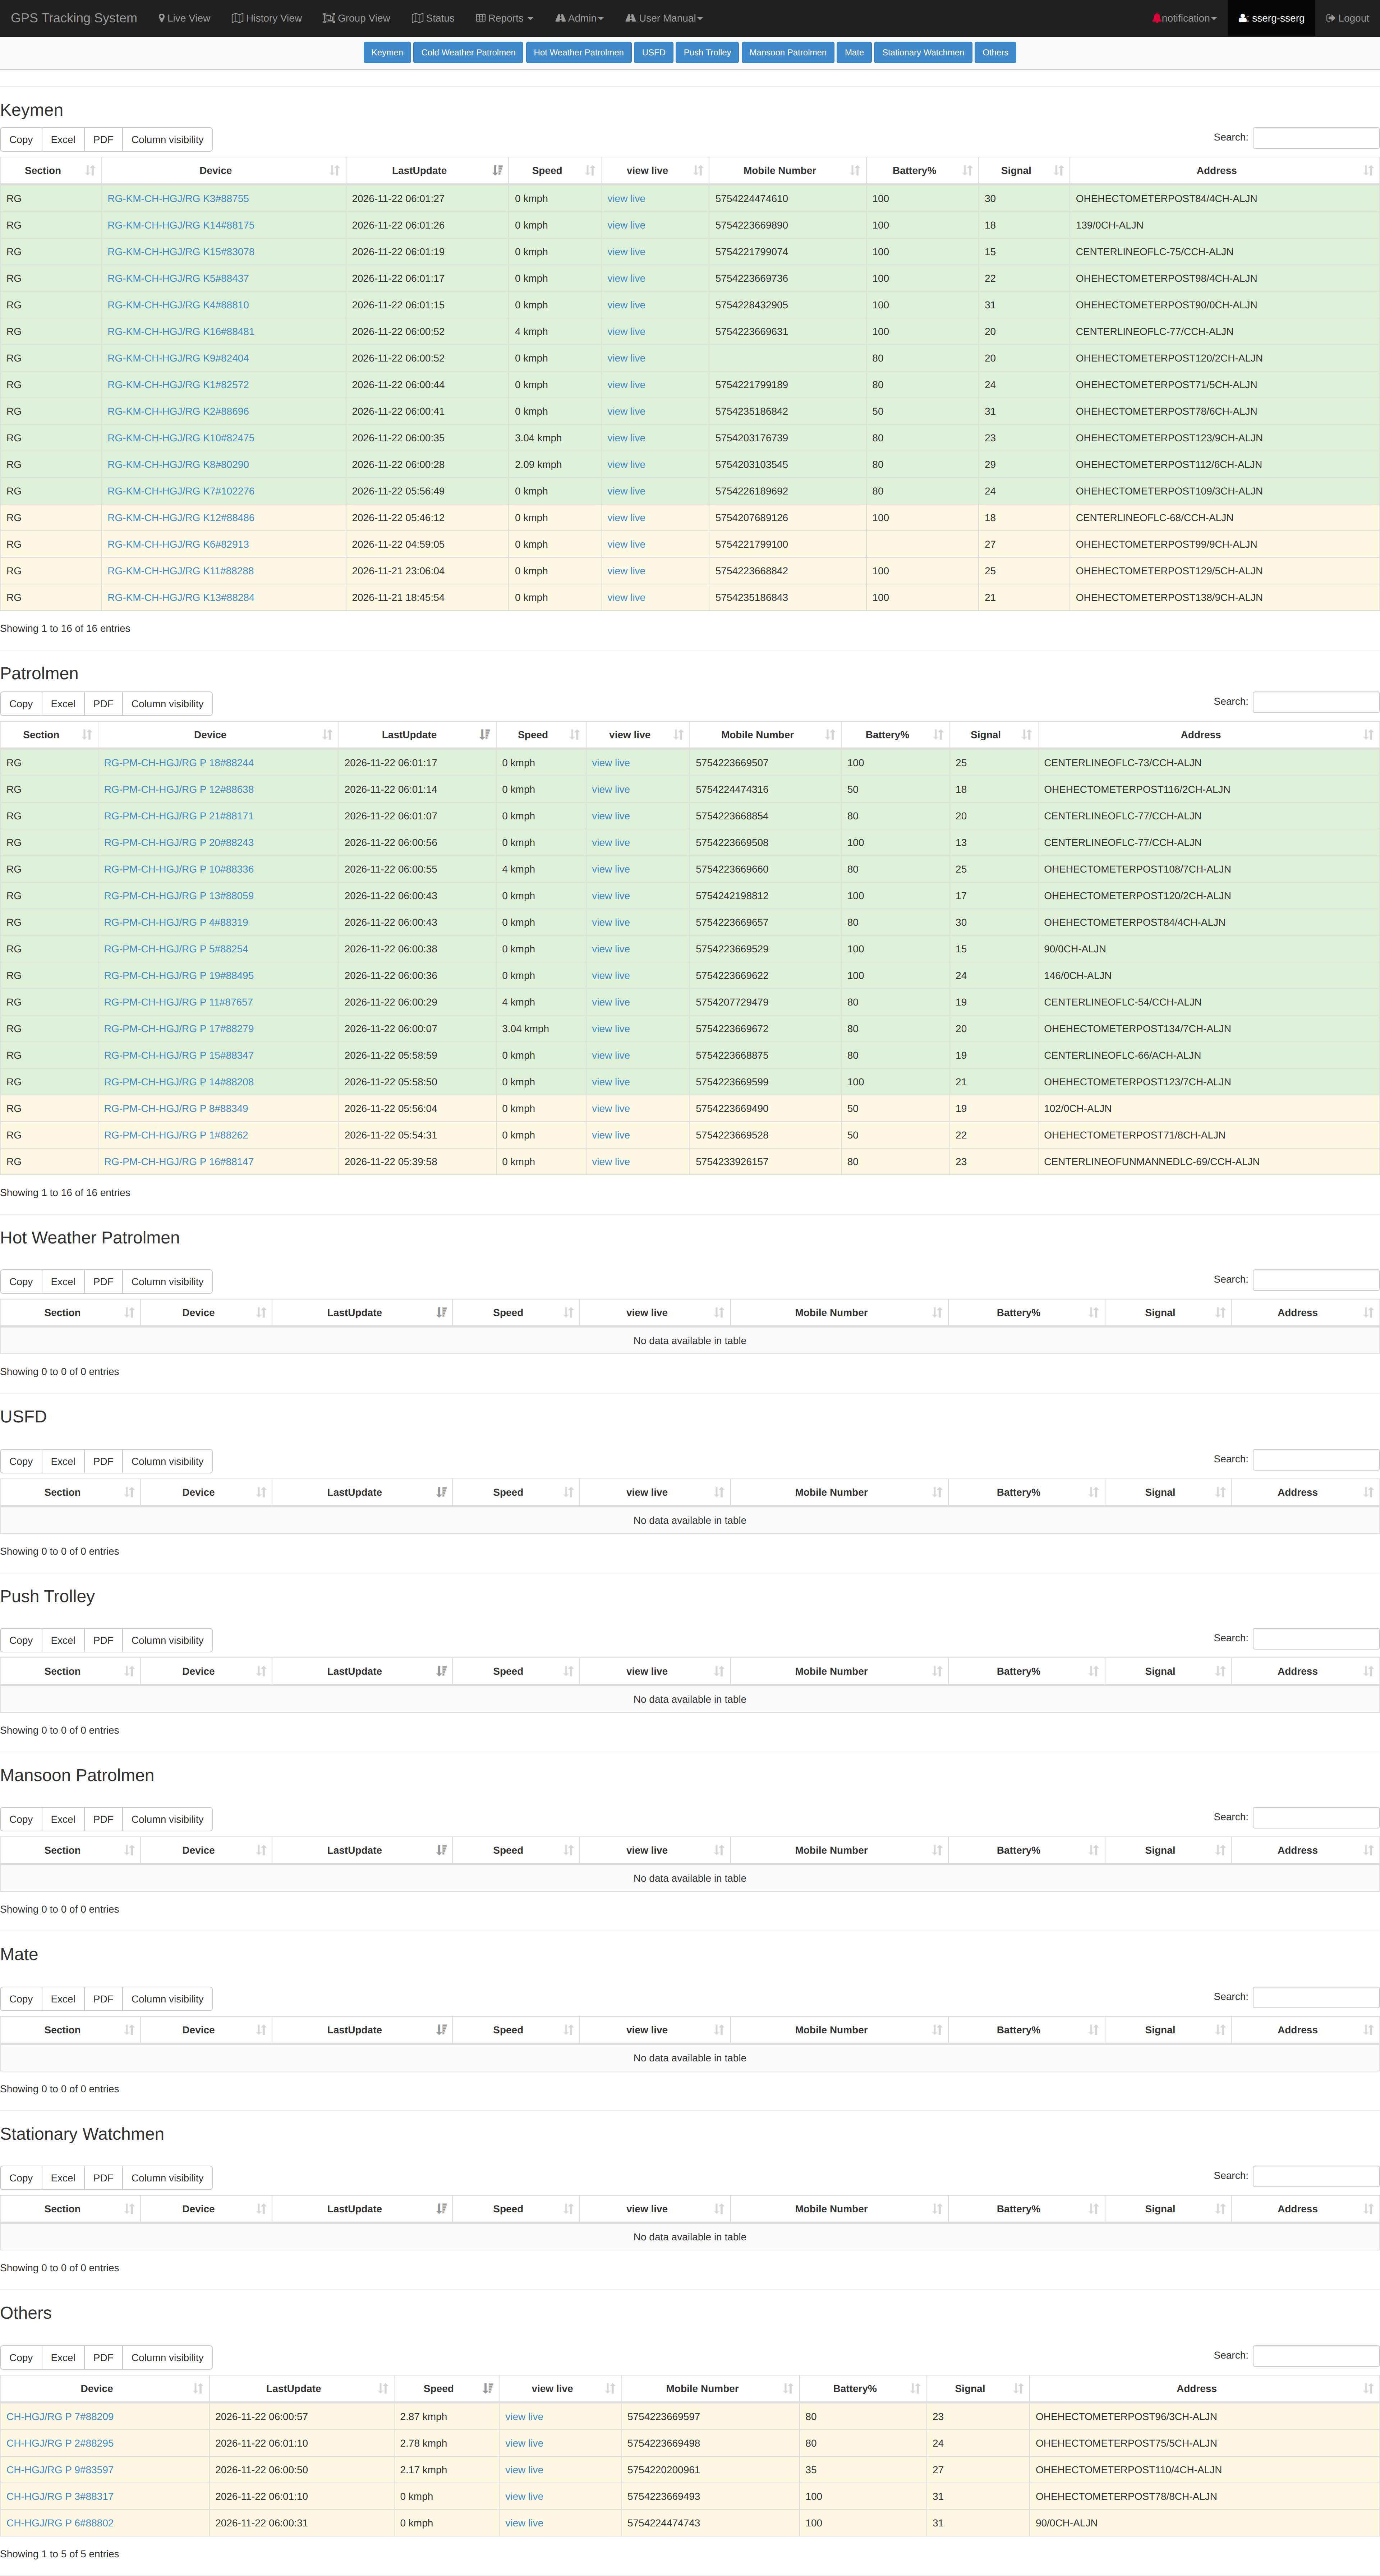 GPS Tracking System Live View History View Group View Status Reports Admin User Manual notification : sserg-sserg Logout
Keymen Cold Weather Patrolmen Hot Weather Patrolmen USFD Push Trolley Mansoon Patrolmen Mate Stationary Watchmen Others
Keymen
Copy Excel PDF Column visibility Search:
Section Device LastUpdate Speed view live Mobile Number Battery% Signal Address
RG RG-KM-CH-HGJ/RG K3#88755 2026-11-22 06:01:27 0 kmph view live 5754224474610 100 30 OHEHECTOMETERPOST84/4CH-ALJN
RG RG-KM-CH-HGJ/RG K14#88175 2026-11-22 06:01:26 0 kmph view live 5754223669890 100 18 139/0CH-ALJN
RG RG-KM-CH-HGJ/RG K15#83078 2026-11-22 06:01:19 0 kmph view live 5754221799074 100 15 CENTERLINEOFLC-75/CCH-ALJN
RG RG-KM-CH-HGJ/RG K5#88437 2026-11-22 06:01:17 0 kmph view live 5754223669736 100 22 OHEHECTOMETERPOST98/4CH-ALJN
RG RG-KM-CH-HGJ/RG K4#88810 2026-11-22 06:01:15 0 kmph view live 5754228432905 100 31 OHEHECTOMETERPOST90/0CH-ALJN
RG RG-KM-CH-HGJ/RG K16#88481 2026-11-22 06:00:52 4 kmph view live 5754223669631 100 20 CENTERLINEOFLC-77/CCH-ALJN
RG RG-KM-CH-HGJ/RG K9#82404 2026-11-22 06:00:52 0 kmph view live 80 20 OHEHECTOMETERPOST120/2CH-ALJN
RG RG-KM-CH-HGJ/RG K1#82572 2026-11-22 06:00:44 0 kmph view live 5754221799189 80 24 OHEHECTOMETERPOST71/5CH-ALJN
RG RG-KM-CH-HGJ/RG K2#88696 2026-11-22 06:00:41 0 kmph view live 5754235186842 50 31 OHEHECTOMETERPOST78/6CH-ALJN
RG RG-KM-CH-HGJ/RG K10#82475 2026-11-22 06:00:35 3.04 kmph view live 5754203176739 80 23 OHEHECTOMETERPOST123/9CH-ALJN
RG RG-KM-CH-HGJ/RG K8#80290 2026-11-22 06:00:28 2.09 kmph view live 5754203103545 80 29 OHEHECTOMETERPOST112/6CH-ALJN
RG RG-KM-CH-HGJ/RG K7#102276 2026-11-22 05:56:49 0 kmph view live 5754226189692 80 24 OHEHECTOMETERPOST109/3CH-ALJN
RG RG-KM-CH-HGJ/RG K12#88486 2026-11-22 05:46:12 0 kmph view live 5754207689126 100 18 CENTERLINEOFLC-68/CCH-ALJN
RG RG-KM-CH-HGJ/RG K6#82913 2026-11-22 04:59:05 0 kmph view live 5754221799100 27 OHEHECTOMETERPOST99/9CH-ALJN
RG RG-KM-CH-HGJ/RG K11#88288 2026-11-21 23:06:04 0 kmph view live 5754223668842 100 25 OHEHECTOMETERPOST129/5CH-ALJN
RG RG-KM-CH-HGJ/RG K13#88284 2026-11-21 18:45:54 0 kmph view live 5754235186843 100 21 OHEHECTOMETERPOST138/9CH-ALJN
Showing 1 to 16 of 16 entries
Patrolmen
Copy Excel PDF Column visibility Search:
Section Device LastUpdate Speed view live Mobile Number Battery% Signal Address
RG RG-PM-CH-HGJ/RG P 18#88244 2026-11-22 06:01:17 0 kmph view live 5754223669507 100 25 CENTERLINEOFLC-73/CCH-ALJN
RG RG-PM-CH-HGJ/RG P 12#88638 2026-11-22 06:01:14 0 kmph view live 5754224474316 50 18 OHEHECTOMETERPOST116/2CH-ALJN
RG RG-PM-CH-HGJ/RG P 21#88171 2026-11-22 06:01:07 0 kmph view live 5754223668854 80 20 CENTERLINEOFLC-77/CCH-ALJN
RG RG-PM-CH-HGJ/RG P 20#88243 2026-11-22 06:00:56 0 kmph view live 5754223669508 100 13 CENTERLINEOFLC-77/CCH-ALJN
RG RG-PM-CH-HGJ/RG P 10#88336 2026-11-22 06:00:55 4 kmph view live 5754223669660 80 25 OHEHECTOMETERPOST108/7CH-ALJN
RG RG-PM-CH-HGJ/RG P 13#88059 2026-11-22 06:00:43 0 kmph view live 5754242198812 100 17 OHEHECTOMETERPOST120/2CH-ALJN
RG RG-PM-CH-HGJ/RG P 4#88319 2026-11-22 06:00:43 0 kmph view live 5754223669657 80 30 OHEHECTOMETERPOST84/4CH-ALJN
RG RG-PM-CH-HGJ/RG P 5#88254 2026-11-22 06:00:38 0 kmph view live 5754223669529 100 15 90/0CH-ALJN
RG RG-PM-CH-HGJ/RG P 19#88495 2026-11-22 06:00:36 0 kmph view live 5754223669622 100 24 146/0CH-ALJN
RG RG-PM-CH-HGJ/RG P 11#87657 2026-11-22 06:00:29 4 kmph view live 5754207729479 80 19 CENTERLINEOFLC-54/CCH-ALJN
RG RG-PM-CH-HGJ/RG P 17#88279 2026-11-22 06:00:07 3.04 kmph view live 5754223669672 80 20 OHEHECTOMETERPOST134/7CH-ALJN
RG RG-PM-CH-HGJ/RG P 15#88347 2026-11-22 05:58:59 0 kmph view live 5754223668875 80 19 CENTERLINEOFLC-66/ACH-ALJN
RG RG-PM-CH-HGJ/RG P 14#88208 2026-11-22 05:58:50 0 kmph view live 5754223669599 100 21 OHEHECTOMETERPOST123/7CH-ALJN
RG RG-PM-CH-HGJ/RG P 8#88349 2026-11-22 05:56:04 0 kmph view live 5754223669490 50 19 102/0CH-ALJN
RG RG-PM-CH-HGJ/RG P 1#88262 2026-11-22 05:54:31 0 kmph view live 5754223669528 50 22 OHEHECTOMETERPOST71/8CH-ALJN
RG RG-PM-CH-HGJ/RG P 16#88147 2026-11-22 05:39:58 0 kmph view live 5754233926157 80 23 CENTERLINEOFUNMANNEDLC-69/CCH-ALJN
Showing 1 to 16 of 16 entries
Hot Weather Patrolmen
Copy Excel PDF Column visibility Search:
Section Device LastUpdate Speed view live Mobile Number Battery% Signal Address
No data available in table
Showing 0 to 0 of 0 entries
USFD
Copy Excel PDF Column visibility Search:
Section Device LastUpdate Speed view live Mobile Number Battery% Signal Address
No data available in table
Showing 0 to 0 of 0 entries
Push Trolley
Copy Excel PDF Column visibility Search:
Section Device LastUpdate Speed view live Mobile Number Battery% Signal Address
No data available in table
Showing 0 to 0 of 0 entries
Mansoon Patrolmen
Copy Excel PDF Column visibility Search:
Section Device LastUpdate Speed view live Mobile Number Battery% Signal Address
No data available in table
Showing 0 to 0 of 0 entries
Mate
Copy Excel PDF Column visibility Search:
Section Device LastUpdate Speed view live Mobile Number Battery% Signal Address
No data available in table
Showing 0 to 0 of 0 entries
Stationary Watchmen
Copy Excel PDF Column visibility Search:
Section Device LastUpdate Speed view live Mobile Number Battery% Signal Address
No data available in table
Showing 0 to 0 of 0 entries
Others
Copy Excel PDF Column visibility Search:
Device LastUpdate Speed view live Mobile Number Battery% Signal Address
CH-HGJ/RG P 7#88209 2026-11-22 06:00:57 2.87 kmph view live 5754223669597 80 23 OHEHECTOMETERPOST96/3CH-ALJN
CH-HGJ/RG P 2#88295 2026-11-22 06:01:10 2.78 kmph view live 5754223669498 80 24 OHEHECTOMETERPOST75/5CH-ALJN
CH-HGJ/RG P 9#83597 2026-11-22 06:00:50 2.17 kmph view live 5754220200961 35 27 OHEHECTOMETERPOST110/4CH-ALJN
CH-HGJ/RG P 3#88317 2026-11-22 06:01:10 0 kmph view live 5754223669493 100 31 OHEHECTOMETERPOST78/8CH-ALJN
CH-HGJ/RG P 6#88802 2026-11-22 06:00:31 0 kmph view live 5754224474743 100 31 90/0CH-ALJN
Showing 1 to 5 of 5 entries